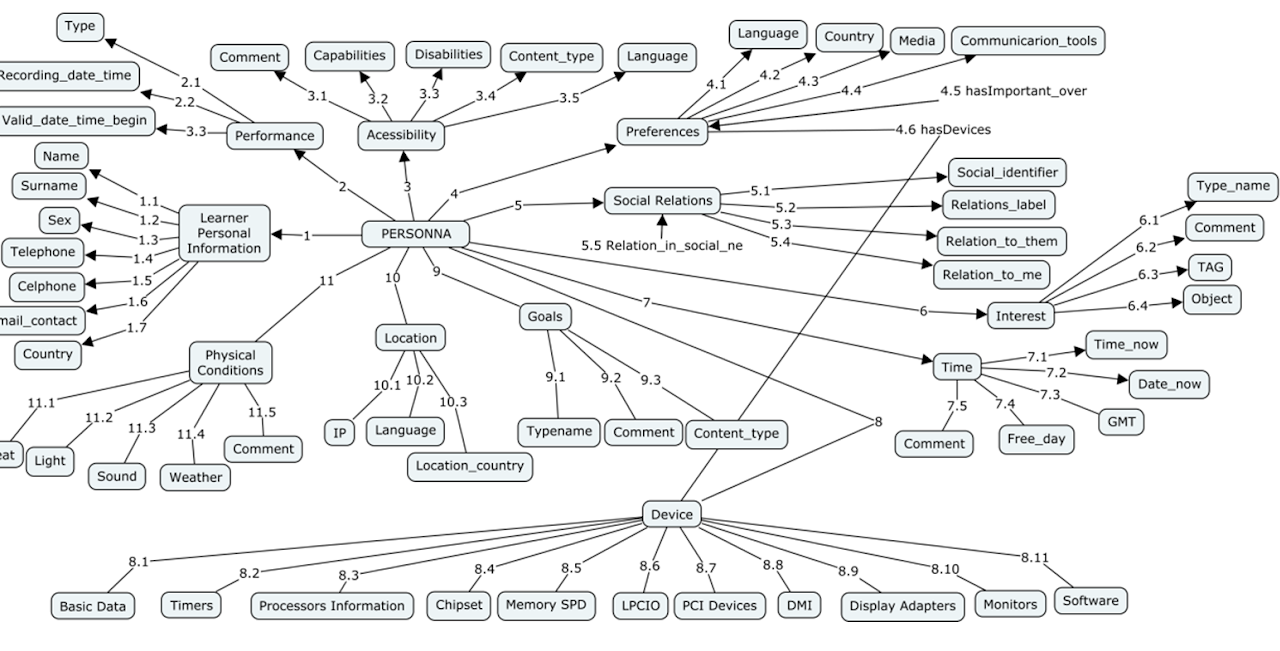 Type
Recording_date_time
Valid_date_time_begin
2.1
2.2
3.3
Performance
Comment
Capabilities
Disabilities
Content_type
Language
3.1
3.2
3.3
3.4
3.5
Acessibility
Language
Country
Media
Communicarion_tools
4.1
4.2
4.3
4.4
4.5 hasImportant_over
4.6 hasDevices
Preferences
Name
Surname
Sex
Telephone
Celphone
mail_contact
Country
1.1
1.2
1.3
1.4
1.5
1.6
1.7
Learner
Personal
Information
1
2
3
4
5
6
7
8
9
10
11
PERSONNA
Social Relations
5.1
5.2
5.3
5.4
5.5 Relation_in_social_ne
Social_identifier
Relations_label
Relation_to_them
Relation_to_me
Interest
6.1
6.2
6.3
6.4
Type_name
Comment
TAG
Object
Time
7.1
7.2
7.3
7.4
7.5
Time_now
Date_now
GMT
Free_day
Comment
Goals
9.1
9.2
9.3
Typename
Comment
Content_type
Location
10.1
10.2
10.3
IP
Language
Location_country
Physical
Conditions
11.1
11.2
11.3
11.4
11.5
eat
Light
Sound
Weather
Comment
Device
8.1
8.2
8.3
8.4
8.5
8.6
8.7
8.8
8.9
8.10
8.11
Basic Data
Timers
Processors Information
Chipset
Memory SPD
LPCIO
PCI Devices
DMI
Display Adapters
Monitors
Software